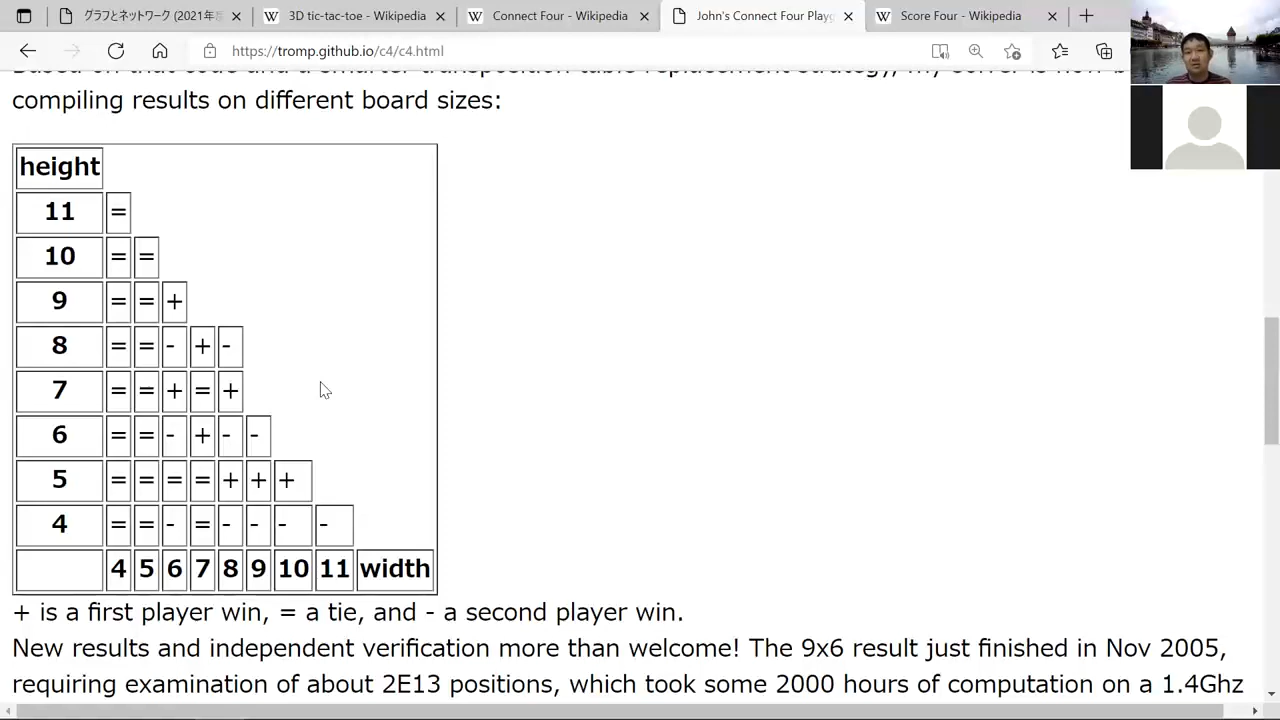 グラフとネットワーク (2021年度
3D tic-tac-toe - Wikipedia
Connect Four - Wikipedia
John's Connect Four Playg
Score Four - Wikipedia
https://tromp.github.io/c4/c4.html
compiling results on different board sizes:
height
11 =
10 = =
9 = = +
8 = = - + -
7 = = + = +
6 = = - + - -
5 = = = = + + +
4 = = - = - - - -
4 5 6 7 8 9 10 11 width
+ is a first player win, = a tie, and - a second player win.
New results and independent verification more than welcome! The 9x6 result just finished in Nov 2005,
requiring examination of about 2E13 positions, which took some 2000 hours of computation on a 1.4Ghz